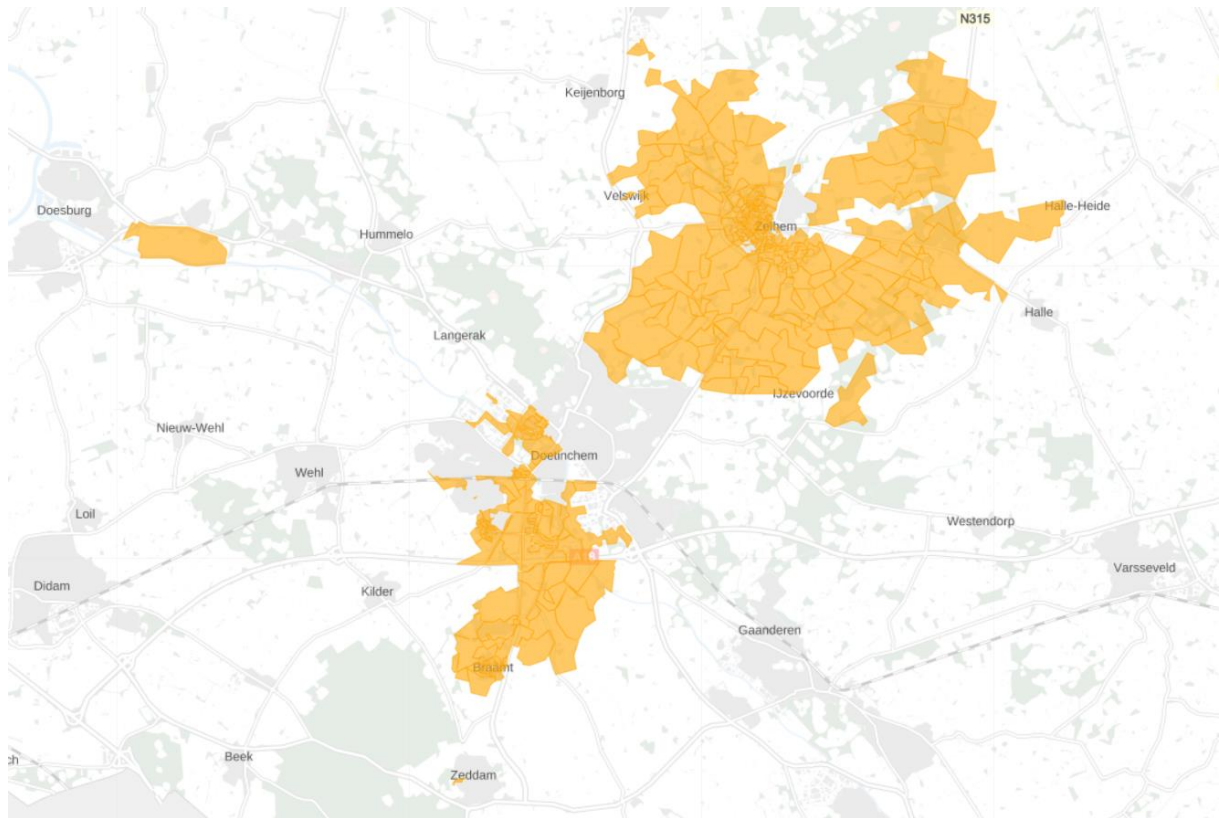 N315
Keijenborg
Velswijk
Halle-Heide
Doesburg
Zelhem
Hummelo
Halle
Langerak
IJzevoorde
Nieuw-Wehl
Doetinchem
Wehl
Loil
Westendorp
Varsseveld
Didam
Kilder
Gaanderen
Braamt
Beek
ch
Zeddam